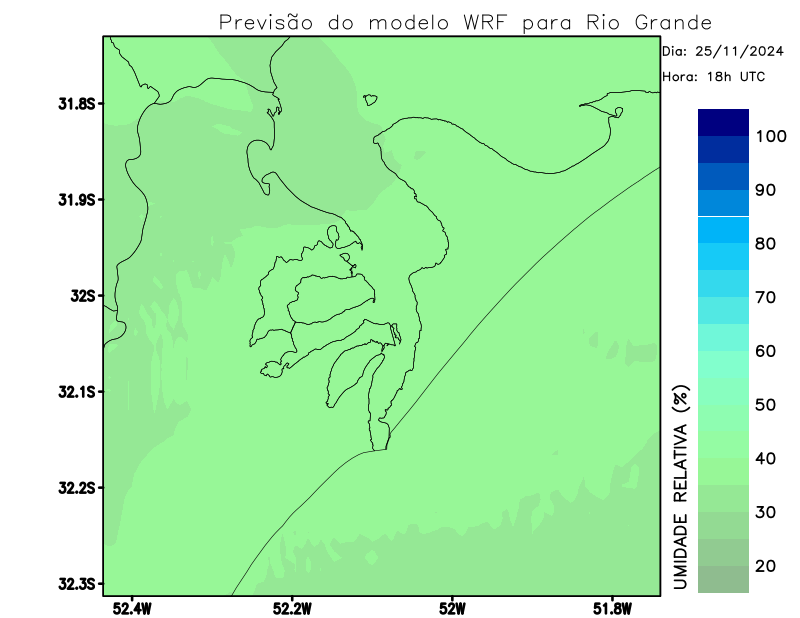 Previsão do modelo WRF para Rio Grande
Dia: 25/11/2024
Hora: 18h UTC
31.8S
31.9S
32S
32.1S
32.2S
32.3S
52.4W
52.2W
52W
51.8W
UMIDADE RELATIVA (%)
100
90
80
70
60
50
40
30
20